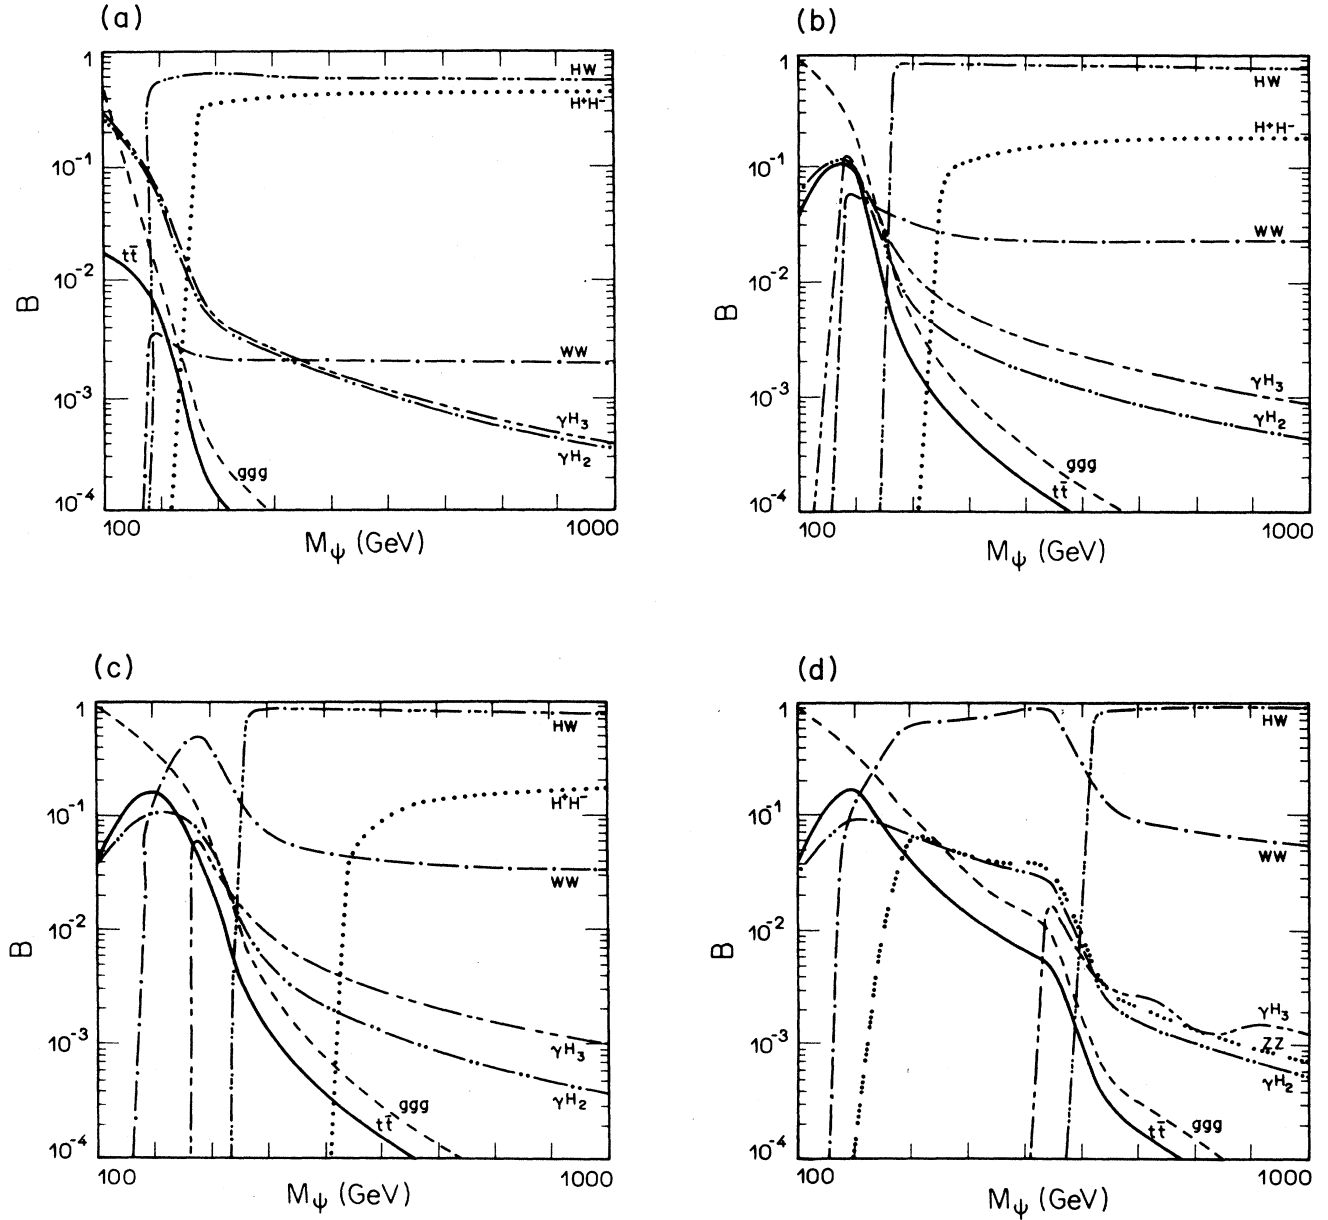 (a)
1
10⁻¹
10⁻²
10⁻³
10⁻⁴
B
HW
H⁺H⁻
tt̄
WW
γH₃
γH₂
ggg
100
1000
M_ψ (GeV)
(b)
1
10⁻¹
10⁻²
10⁻³
10⁻⁴
B
HW
H⁺H⁻
WW
γH₃
γH₂
ggg
tt̄
100
1000
M_ψ (GeV)
(c)
1
10⁻¹
10⁻²
10⁻³
10⁻⁴
B
HW
H⁺H⁻
WW
γH₃
γH₂
ggg
tt̄
100
1000
M_ψ (GeV)
(d)
1
10⁻¹
10⁻²
10⁻³
10⁻⁴
B
HW
WW
γH₃
ZZ
γH₂
ggg
tt̄
100
1000
M_ψ (GeV)